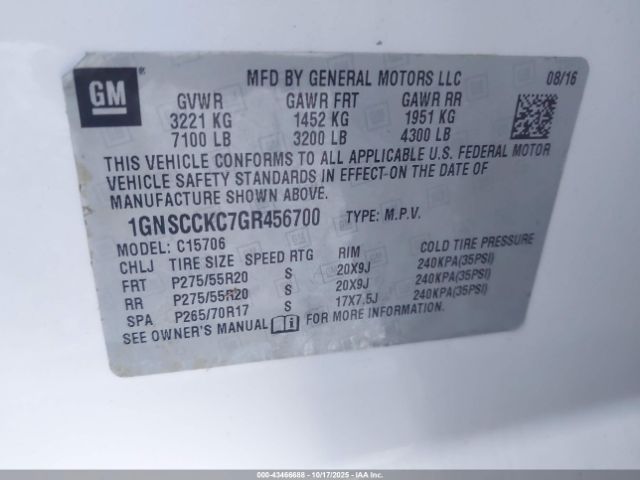 GM ®
MFD BY GENERAL MOTORS LLC 08/16
GVWR GAWR FRT GAWR RR
3221 KG 1452 KG 1951 KG
7100 LB 3200 LB 4300 LB
THIS VEHICLE CONFORMS TO ALL APPLICABLE U.S. FEDERAL MOTOR
VEHICLE SAFETY STANDARDS IN EFFECT ON THE DATE OF
MANUFACTURE SHOWN ABOVE.
1GNSCCKC7GR456700 TYPE: M.P.V.
MODEL: C15706
CHLJ TIRE SIZE SPEED RTG RIM COLD TIRE PRESSURE
FRT P275/55R20 S 20X9J 240KPA(35PSI)
RR P275/55R20 S 20X9J 240KPA(35PSI)
SPA P265/70R17 S 17X7.5J 240KPA(35PSI)
SEE OWNER'S MANUAL FOR MORE INFORMATION.
000-43466688 - 10/17/2025 - IAAI.COM